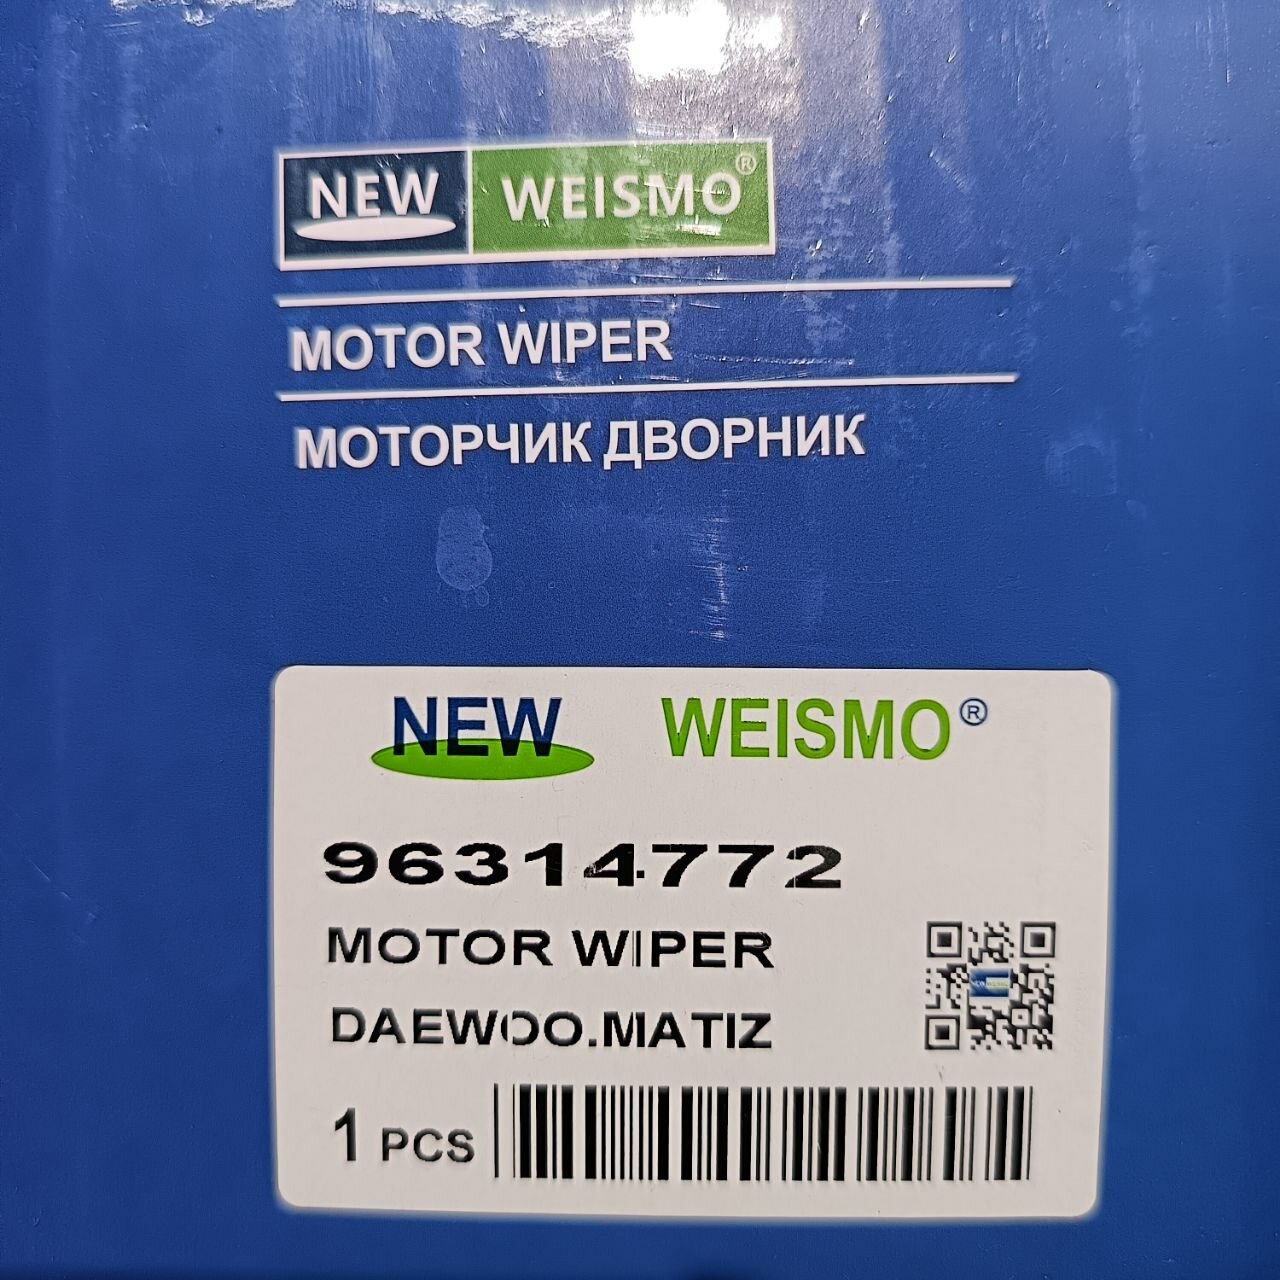 NEW WEISMO®
MOTOR WIPER
МОТОРЧИК ДВОРНИК
NEW WEISMO®
96314772
MOTOR WIPER
DAEWOO.MATIZ
1 PCS